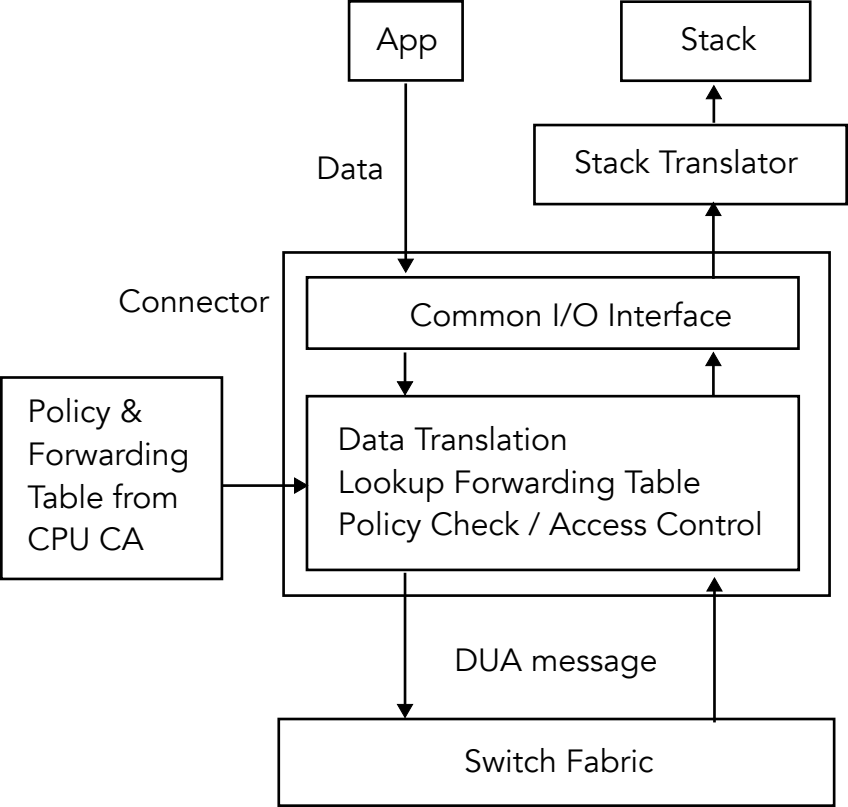 App
Stack
Data
Stack Translator
Connector
Common I/O Interface
Policy &
Forwarding
Table from
CPU CA
Data Translation
Lookup Forwarding Table
Policy Check / Access Control
DUA message
Switch Fabric